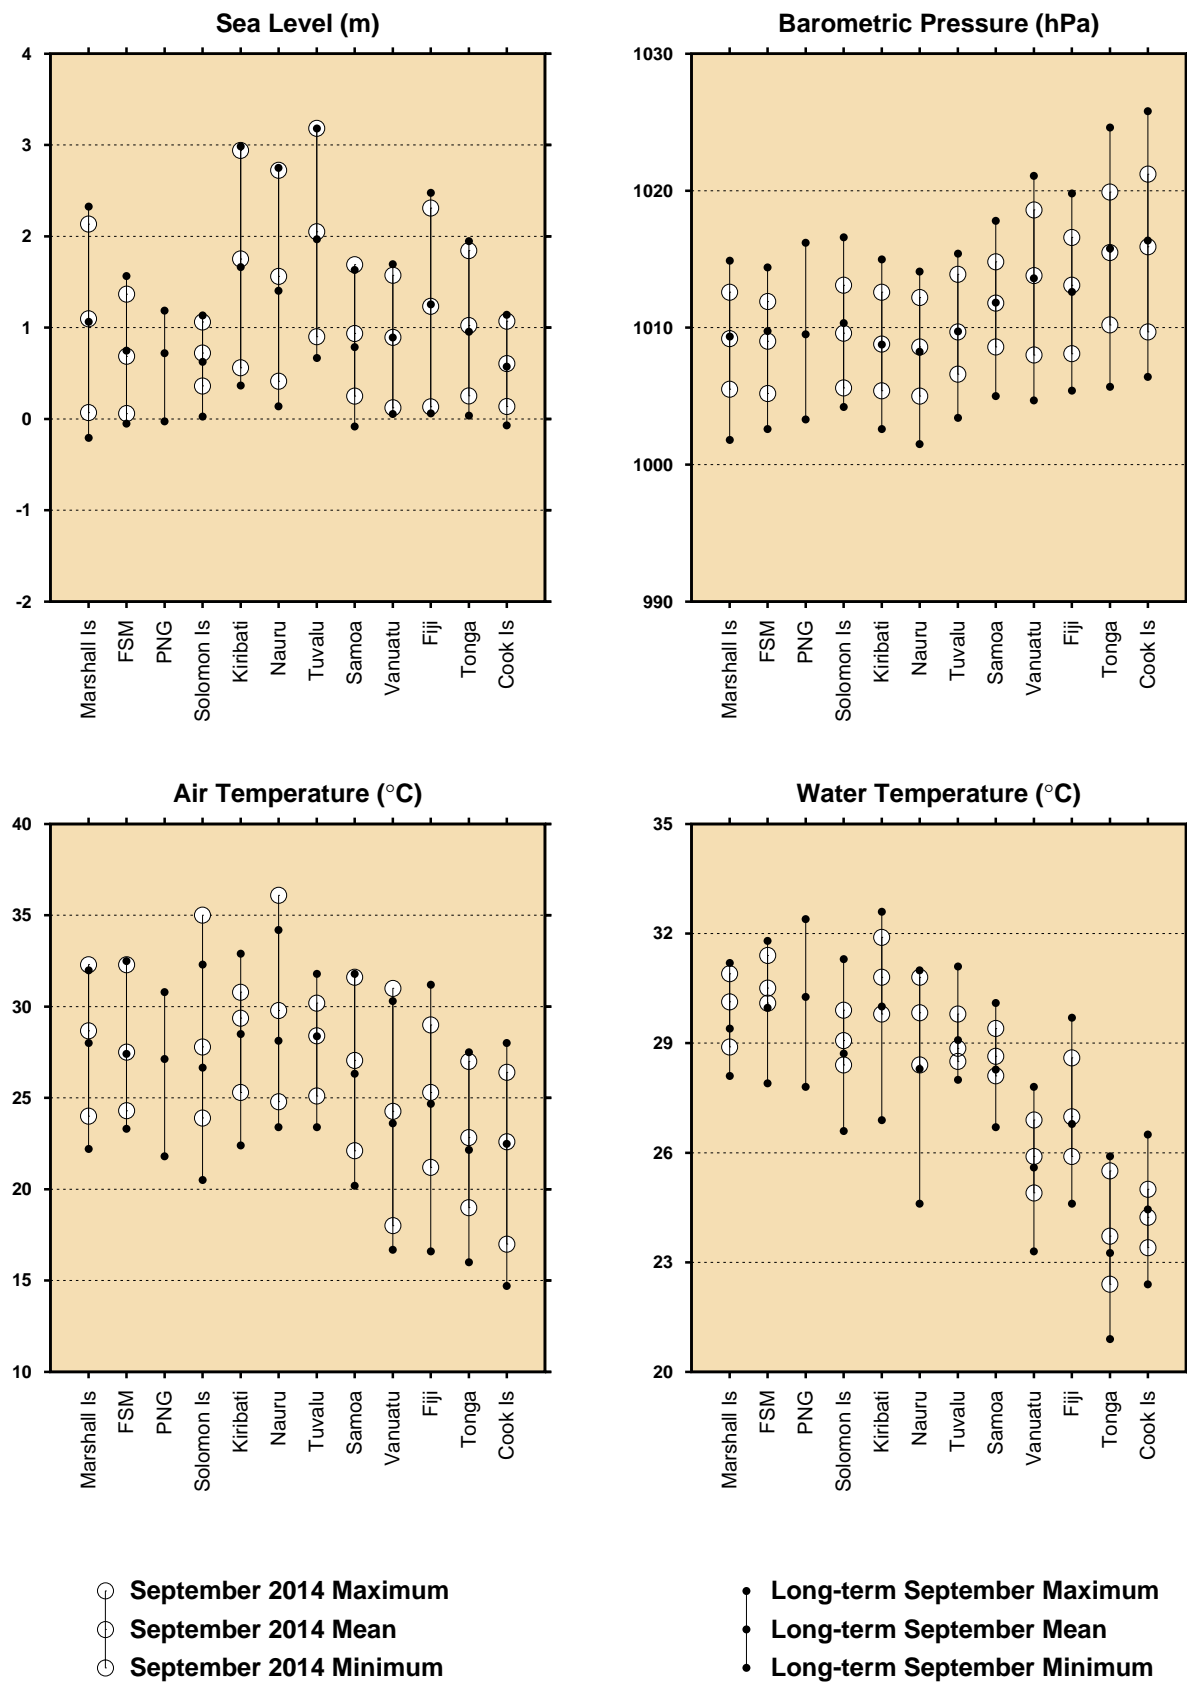 Sea Level (m)
4
3
2
1
0
-1
-2
Marshall Is
FSM
PNG
Solomon Is
Kiribati
Nauru
Tuvalu
Samoa
Vanuatu
Fiji
Tonga
Cook Is
Barometric Pressure (hPa)
1030
1020
1010
1000
990
Marshall Is
FSM
PNG
Solomon Is
Kiribati
Nauru
Tuvalu
Samoa
Vanuatu
Fiji
Tonga
Cook Is
Air Temperature (°C)
40
35
30
25
20
15
10
Marshall Is
FSM
PNG
Solomon Is
Kiribati
Nauru
Tuvalu
Samoa
Vanuatu
Fiji
Tonga
Cook Is
Water Temperature (°C)
35
32
29
26
23
20
Marshall Is
FSM
PNG
Solomon Is
Kiribati
Nauru
Tuvalu
Samoa
Vanuatu
Fiji
Tonga
Cook Is
September 2014 Maximum
September 2014 Mean
September 2014 Minimum
Long-term September Maximum
Long-term September Mean
Long-term September Minimum